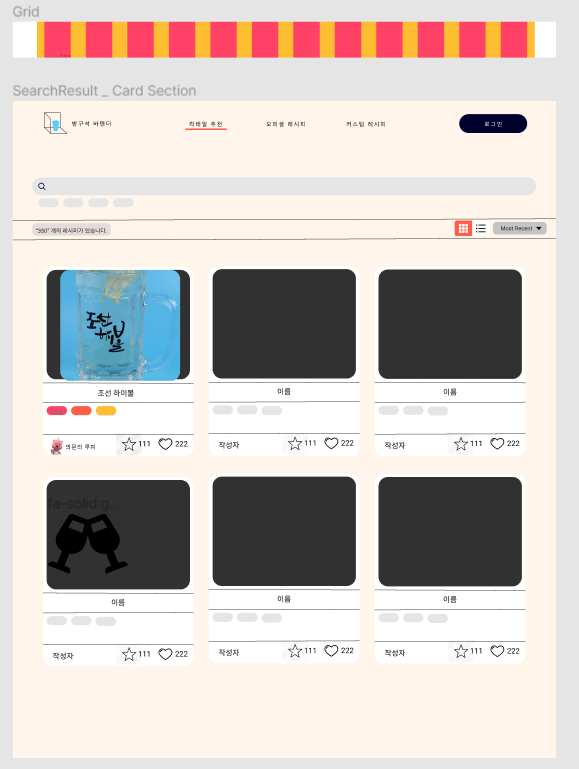 Grid
SearchResult _ Card Section
방구석 바텐더
칵테일 추천
오피셜 레시피
커스텀 레시피
로그인
"350" 개의 레시피가 있습니다.
Most Recent
조선
하이볼
조선 하이볼
이름
이름
의문의 루피
111
222
작성자
111
222
작성자
111
222
fa-solid:g...
이름
이름
이름
작성자
111
222
작성자
111
222
작성자
111
222